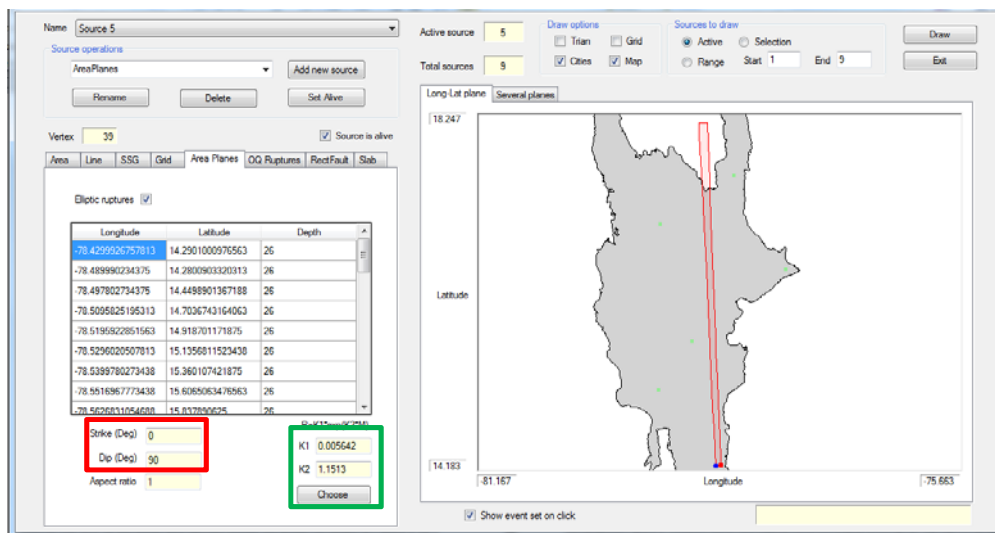 Name Source 5
Source operations
AreaPlanes Add new source
Rename Delete Set Alive
Vertex 39 Source is alive
Area Line SSG Grid Area Planes OQ Ruptures RectFault Slab
Elliptic ruptures
Longitude Latitude Depth
-78.4299926757813 14.2901000976563 26
-78.489990234375 14.2800903320313 26
-78.497802734375 14.4498901367188 26
-78.5095825195313 14.7036743164063 26
-78.5195922851563 14.918701171875 26
-78.5296020507813 15.1356811523438 26
-78.5399780273438 15.360107421875 26
-78.5516967773438 15.6065063476563 26
-78.5626831054688 15.837890625 26
Strike (Deg) 0
Dip (Deg) 90
Aspect ratio 1
K1 0.005642
K2 1.1513
Choose
Active source 5
Total sources 9
Draw options
Trian Grid
Cities Map
Sources to draw
Active Selection
Range Start 1 End 9
Draw
Exit
Long-Lat plane Several planes
18.247
Latitude
14.183
-81.167 Longitude -75.663
Show event set on click